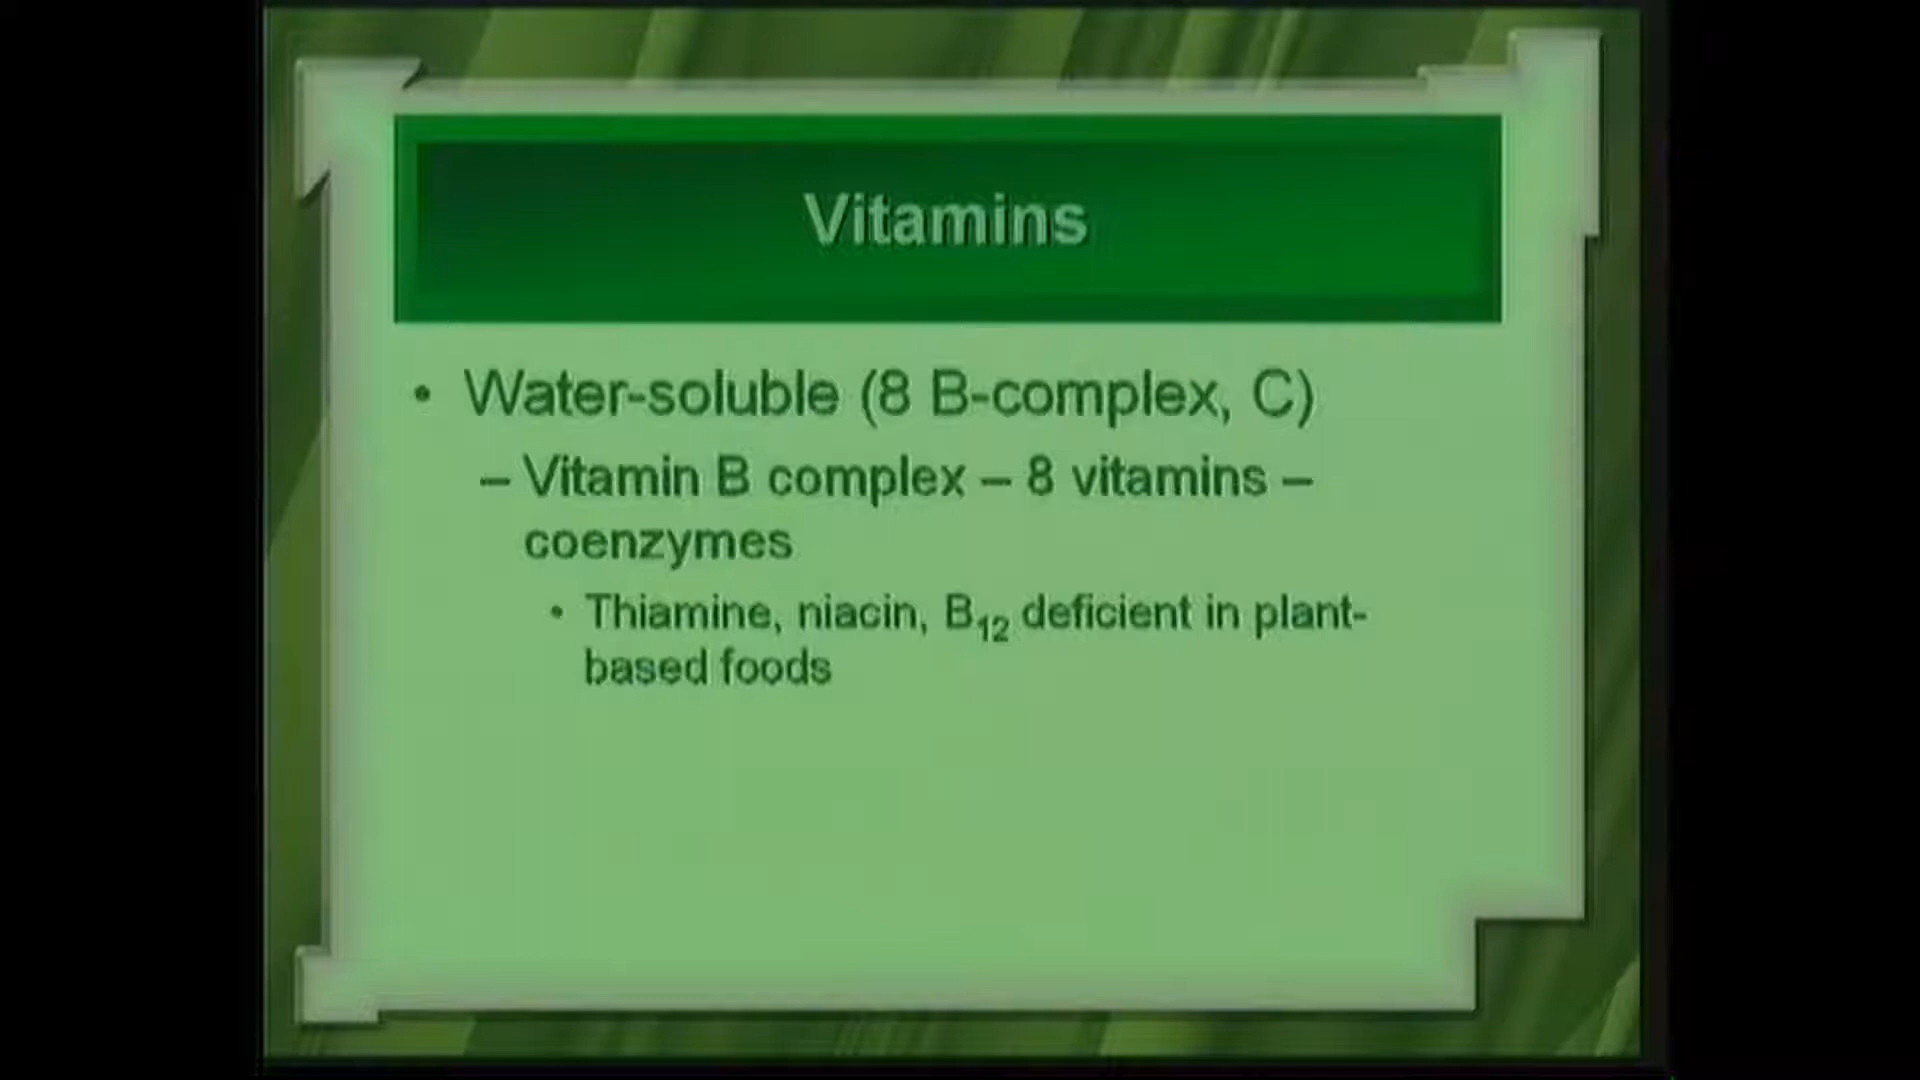 Vitamins
• Water-soluble (8 B-complex, C)
– Vitamin B complex – 8 vitamins –
coenzymes
• Thiamine, niacin, B₁₂ deficient in plant-
based foods